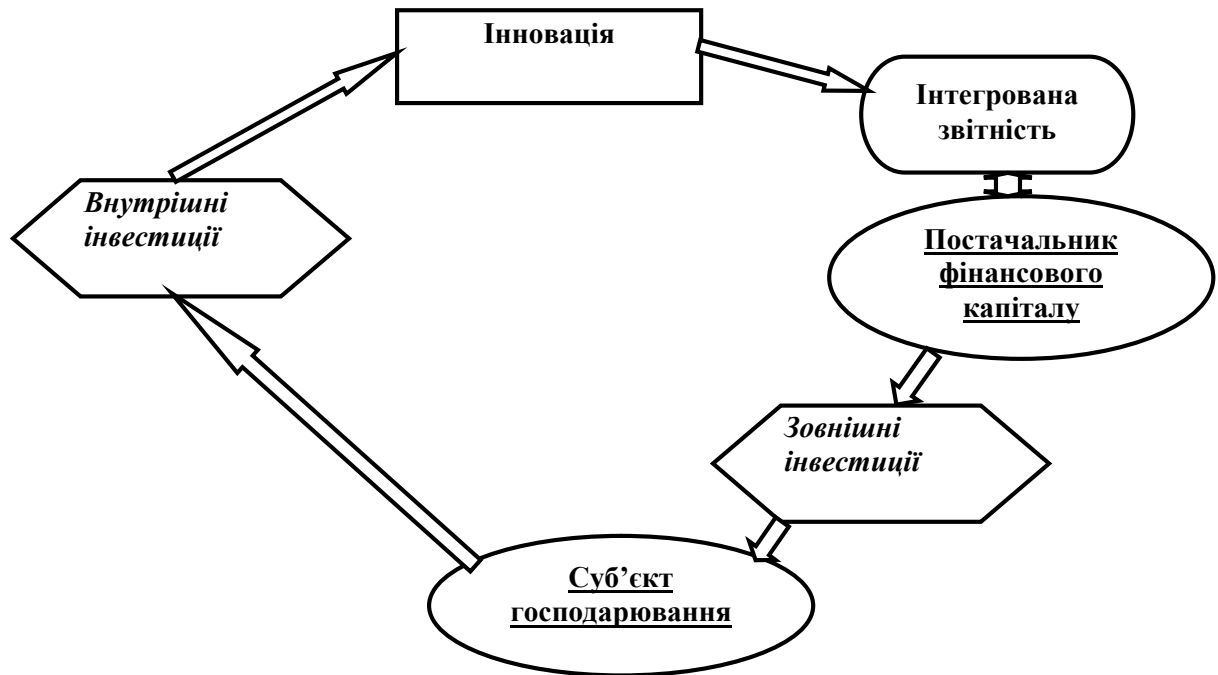 Інновація
Інтегрована
звітність
Постачальник
фінансового
капіталу
Зовнішні
інвестиції
Суб’єкт
господарювання
Внутрішні
інвестиції